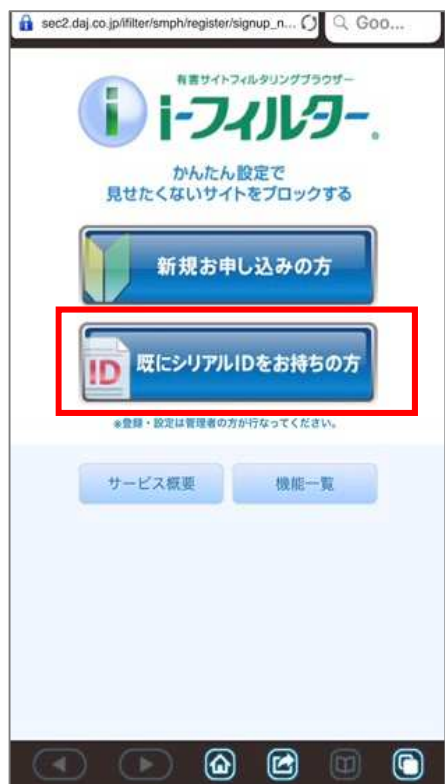 sec2.daj.co.jp/ifilter/smph/register/signup_n...
Goo...
有害サイトフィルタリングブラウザー
i
i-フィルター®
かんたん設定で
見せたくないサイトをブロックする
新規お申し込みの方
ID
既にシリアルIDをお持ちの方
※登録・設定は管理者の方が行なってください。
サービス概要
機能一覧